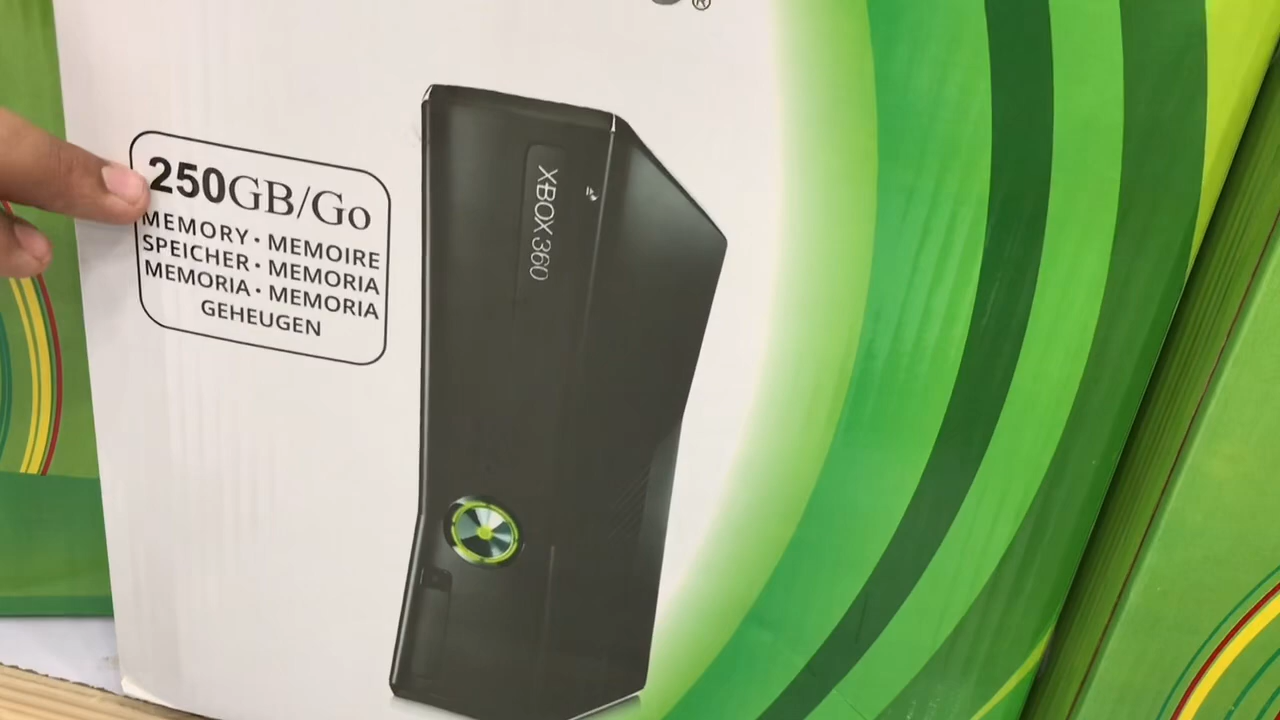 ®
250GB/Go
MEMORY · MEMOIRE
SPEICHER · MEMORIA
MEMORIA · MEMORIA
GEHEUGEN
XBOX 360